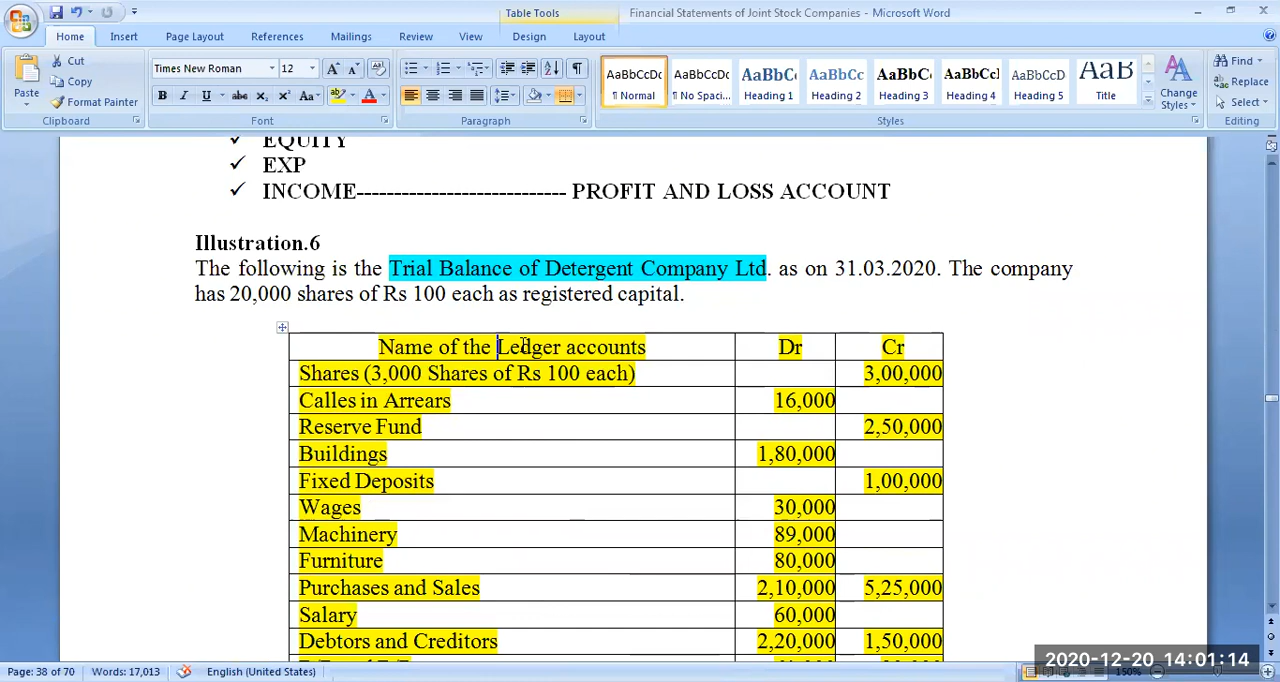 Table Tools
Financial Statements of Joint Stock Companies - Microsoft Word
Home Insert Page Layout References Mailings Review View Design Layout
Paste
Cut
Copy
Format Painter
Clipboard
Times New Roman 12
Font
Paragraph
AaBbCcDc AaBbCcDc AaBbC AaBbCc AaBbCc AaBbCcI AaBbCcD AaB
¶ Normal ¶ No Spaci... Heading 1 Heading 2 Heading 3 Heading 4 Heading 5 Title
Change Styles
Styles
Find
Replace
Select
Editing
✓ EQUITY
✓ EXP
✓ INCOME--------------------------- PROFIT AND LOSS ACCOUNT
Illustration.6
The following is the Trial Balance of Detergent Company Ltd. as on 31.03.2020. The company
has 20,000 shares of Rs 100 each as registered capital.
Name of the Ledger accounts Dr Cr
Shares (3,000 Shares of Rs 100 each) 3,00,000
Calles in Arrears 16,000
Reserve Fund 2,50,000
Buildings 1,80,000
Fixed Deposits 1,00,000
Wages 30,000
Machinery 89,000
Furniture 80,000
Purchases and Sales 2,10,000 5,25,000
Salary 60,000
Debtors and Creditors 2,20,000 1,50,000
Page: 38 of 70 Words: 17,013 English (United States) 150%
2020-12-20 14:01:14